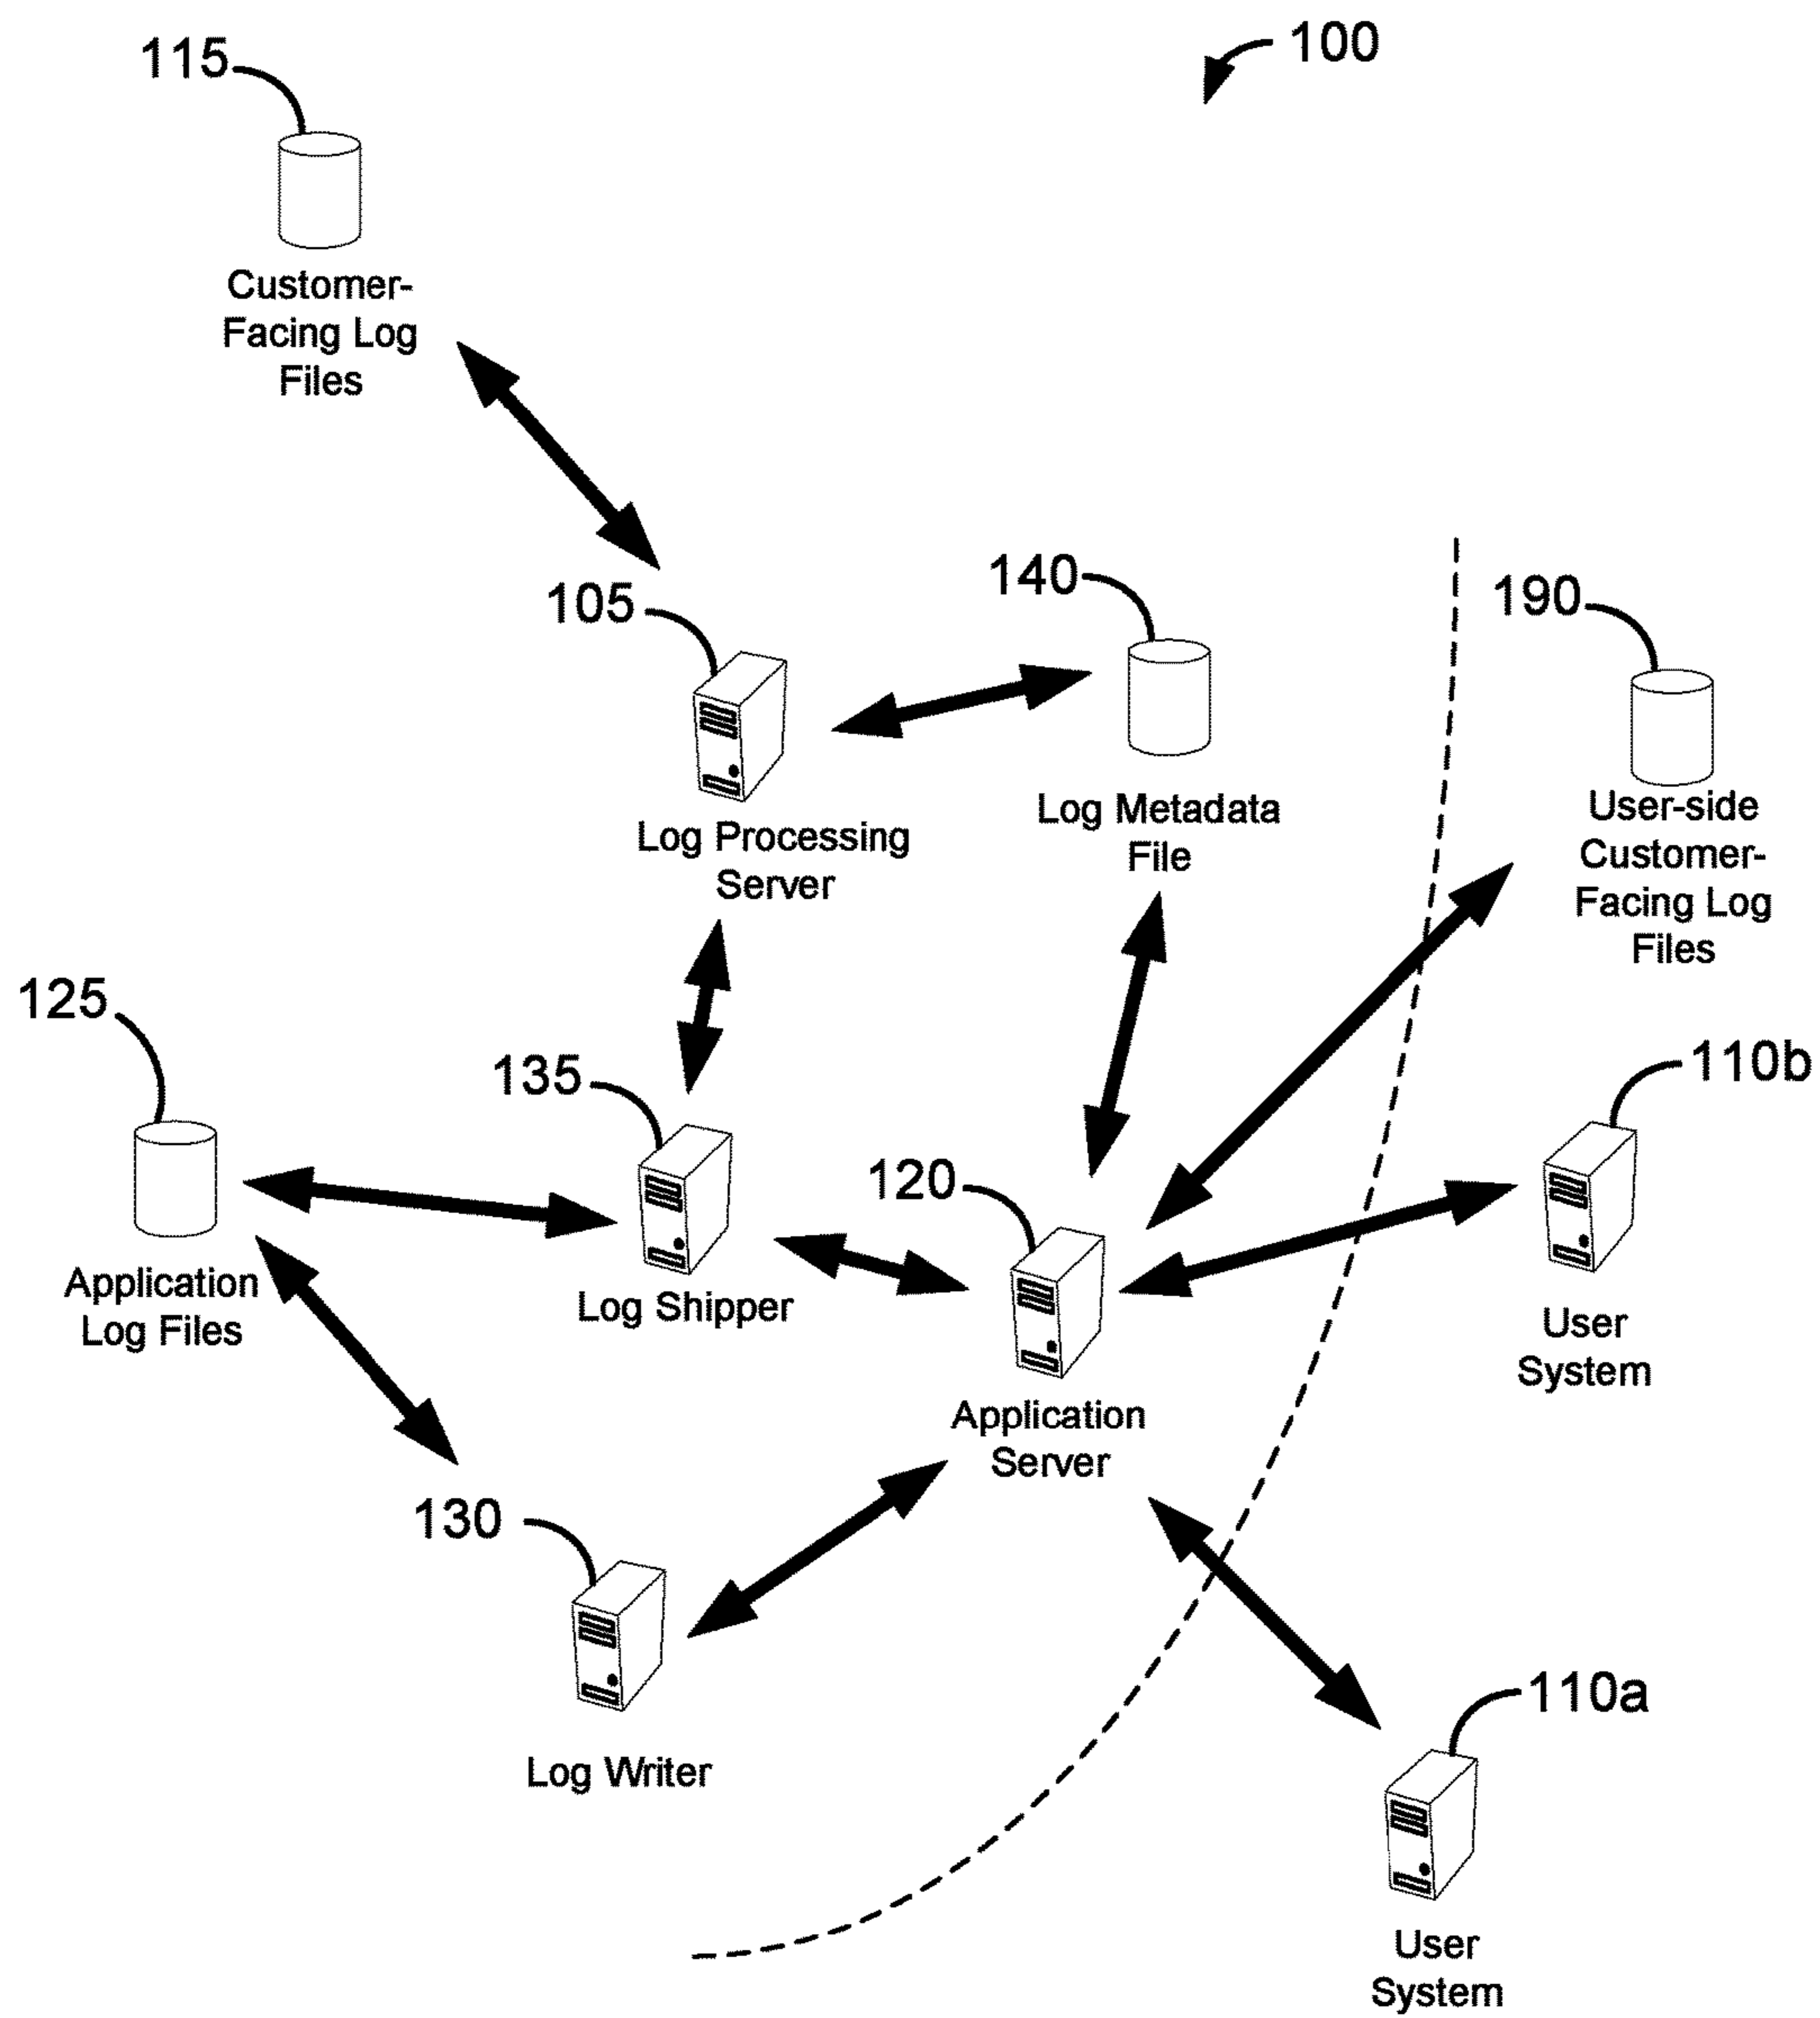 100
115
Customer-
Facing Log
Files
140
190
105
Log Metadata
File
User-side
Customer-
Facing Log
Files
Log Processing
Server
125
135
110b
120
Application
Log Files
Log Shipper
User
System
Application
Server
130
110a
Log Writer
User
System